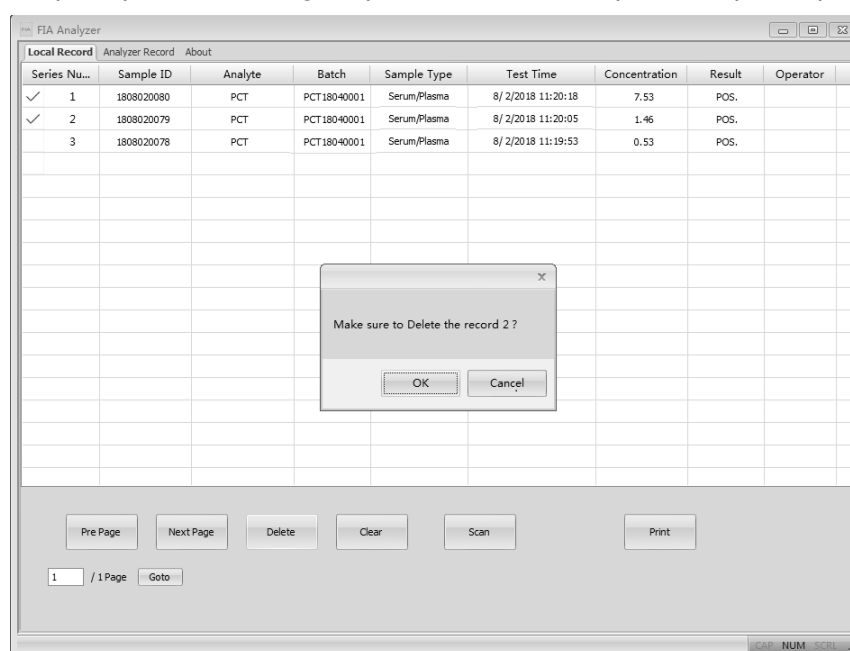 FIA Analyzer
Local Record Analyzer Record About
Series Nu... Sample ID Analyte Batch Sample Type Test Time Concentration Result Operator
1 1808020080 PCT PCT18040001 Serum/Plasma 8/ 2/2018 11:20:18 7.53 POS.
2 1808020079 PCT PCT18040001 Serum/Plasma 8/ 2/2018 11:20:05 1.46 POS.
3 1808020078 PCT PCT18040001 Serum/Plasma 8/ 2/2018 11:19:53 0.53 POS.
Make sure to Delete the record 2 ?
OK Cancel
Pre Page Next Page Delete Clear Scan Print
1 / 1 Page Goto
CAP NUM SCRL